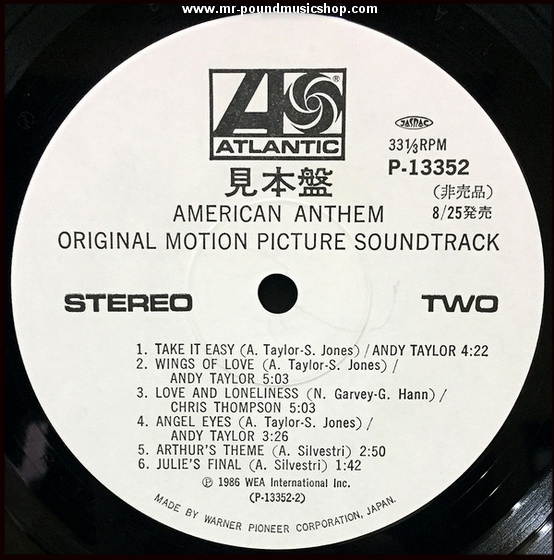 www.mr-poundmusicshop.com
ATLANTIC
®
JASRAC
33⅓RPM
P-13352
見本盤
(非売品)
AMERICAN ANTHEM
8/25発売
ORIGINAL MOTION PICTURE SOUNDTRACK
STEREO
TWO
1. TAKE IT EASY (A. Taylor-S. Jones) / ANDY TAYLOR 4:22
2. WINGS OF LOVE (A. Taylor-S. Jones) /
ANDY TAYLOR 5:03
3. LOVE AND LONELINESS (N. Garvey-G. Hann) /
CHRIS THOMPSON 5:03
4. ANGEL EYES (A. Taylor-S. Jones) /
ANDY TAYLOR 3:26
5. ARTHUR'S THEME (A. Silvestri) 2:50
6. JULIE'S FINAL (A. Silvestri) 1:42
℗ 1986 WEA International Inc.
(P-13352-2)
MADE BY WARNER PIONEER CORPORATION, JAPAN.